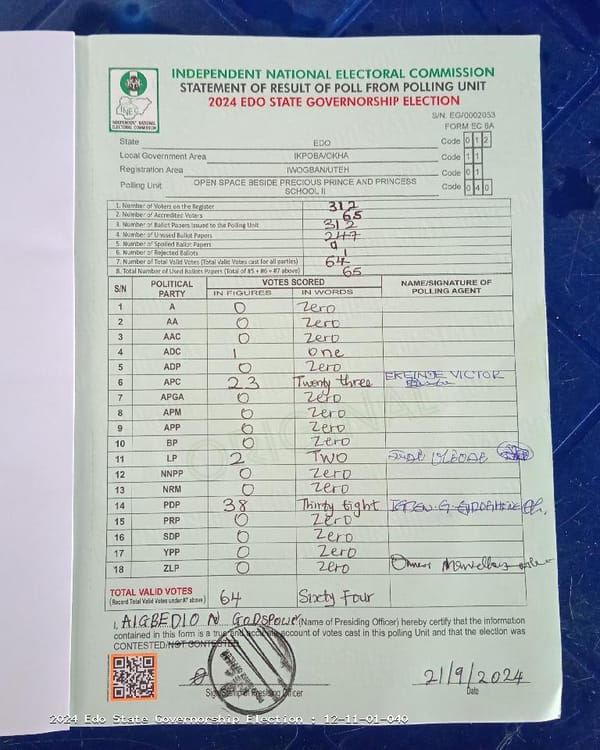 INDEPENDENT NATIONAL ELECTORAL COMMISSION
STATEMENT OF RESULT OF POLL FROM POLLING UNIT
2024 EDO STATE GOVERNORSHIP ELECTION
INEC
INDEPENDENT NATIONAL
ELECTORAL COMMISSION
S/N. EG/0002053
FORM EC 8A
State EDO Code 0 1 2
Local Government Area IKPOBA/OKHA Code 1 1
Registration Area IWOGBAN/UTEH Code 0 1
Polling Unit OPEN SPACE BESIDE PRECIOUS PRINCE AND PRINCESS SCHOOL II Code 0 4 0
1. Number of Voters on the Register 312
2. Number of Accredited Voters 65
3. Number of Ballot Papers Issued to the Polling Unit 312
4. Number of Unused Ballot Papers 247
5. Number of Spoiled Ballot Papers 0
6. Number of Rejected Ballots 1
7. Number of Total Valid Votes (Total Valid Votes cast for all parties) 64
8. Total Number of Used Ballots Papers (Total of #5 + #6 + #7 above) 65
S/N POLITICAL PARTY VOTES SCORED NAME/SIGNATURE OF POLLING AGENT
IN FIGURES IN WORDS
1 A 0 Zero
2 AA 0 Zero
3 AAC 0 Zero
4 ADC 1 one
5 ADP 0 Zero
6 APC 23 Twenty three VICTOR
7 APGA 0 Zero
8 APM 0 Zero
9 APP 0 Zero
10 BP 0 Zero
11 LP 2 Two
12 NNPP 0 Zero
13 NRM 0 Zero
14 PDP 38 Thirty Eight
15 PRP 0 Zero
16 SDP 0 Zero
17 YPP 0 Zero
18 ZLP 0 Zero
TOTAL VALID VOTES 64 Sixty Four
(Record Total Valid Votes under #7 above)
ORIGINAL
I, AIGBEDIO N. GODSPOWER (Name of Presiding Officer) hereby certify that the information
contained in this form is a true and accurate account of votes cast in this polling Unit and that the election was
CONTESTED/NOT CONTESTED
Sign/Stamp of Presiding Officer
21/9/2024
Date
2024 Edo State Governorship Election : 12-11-01-040